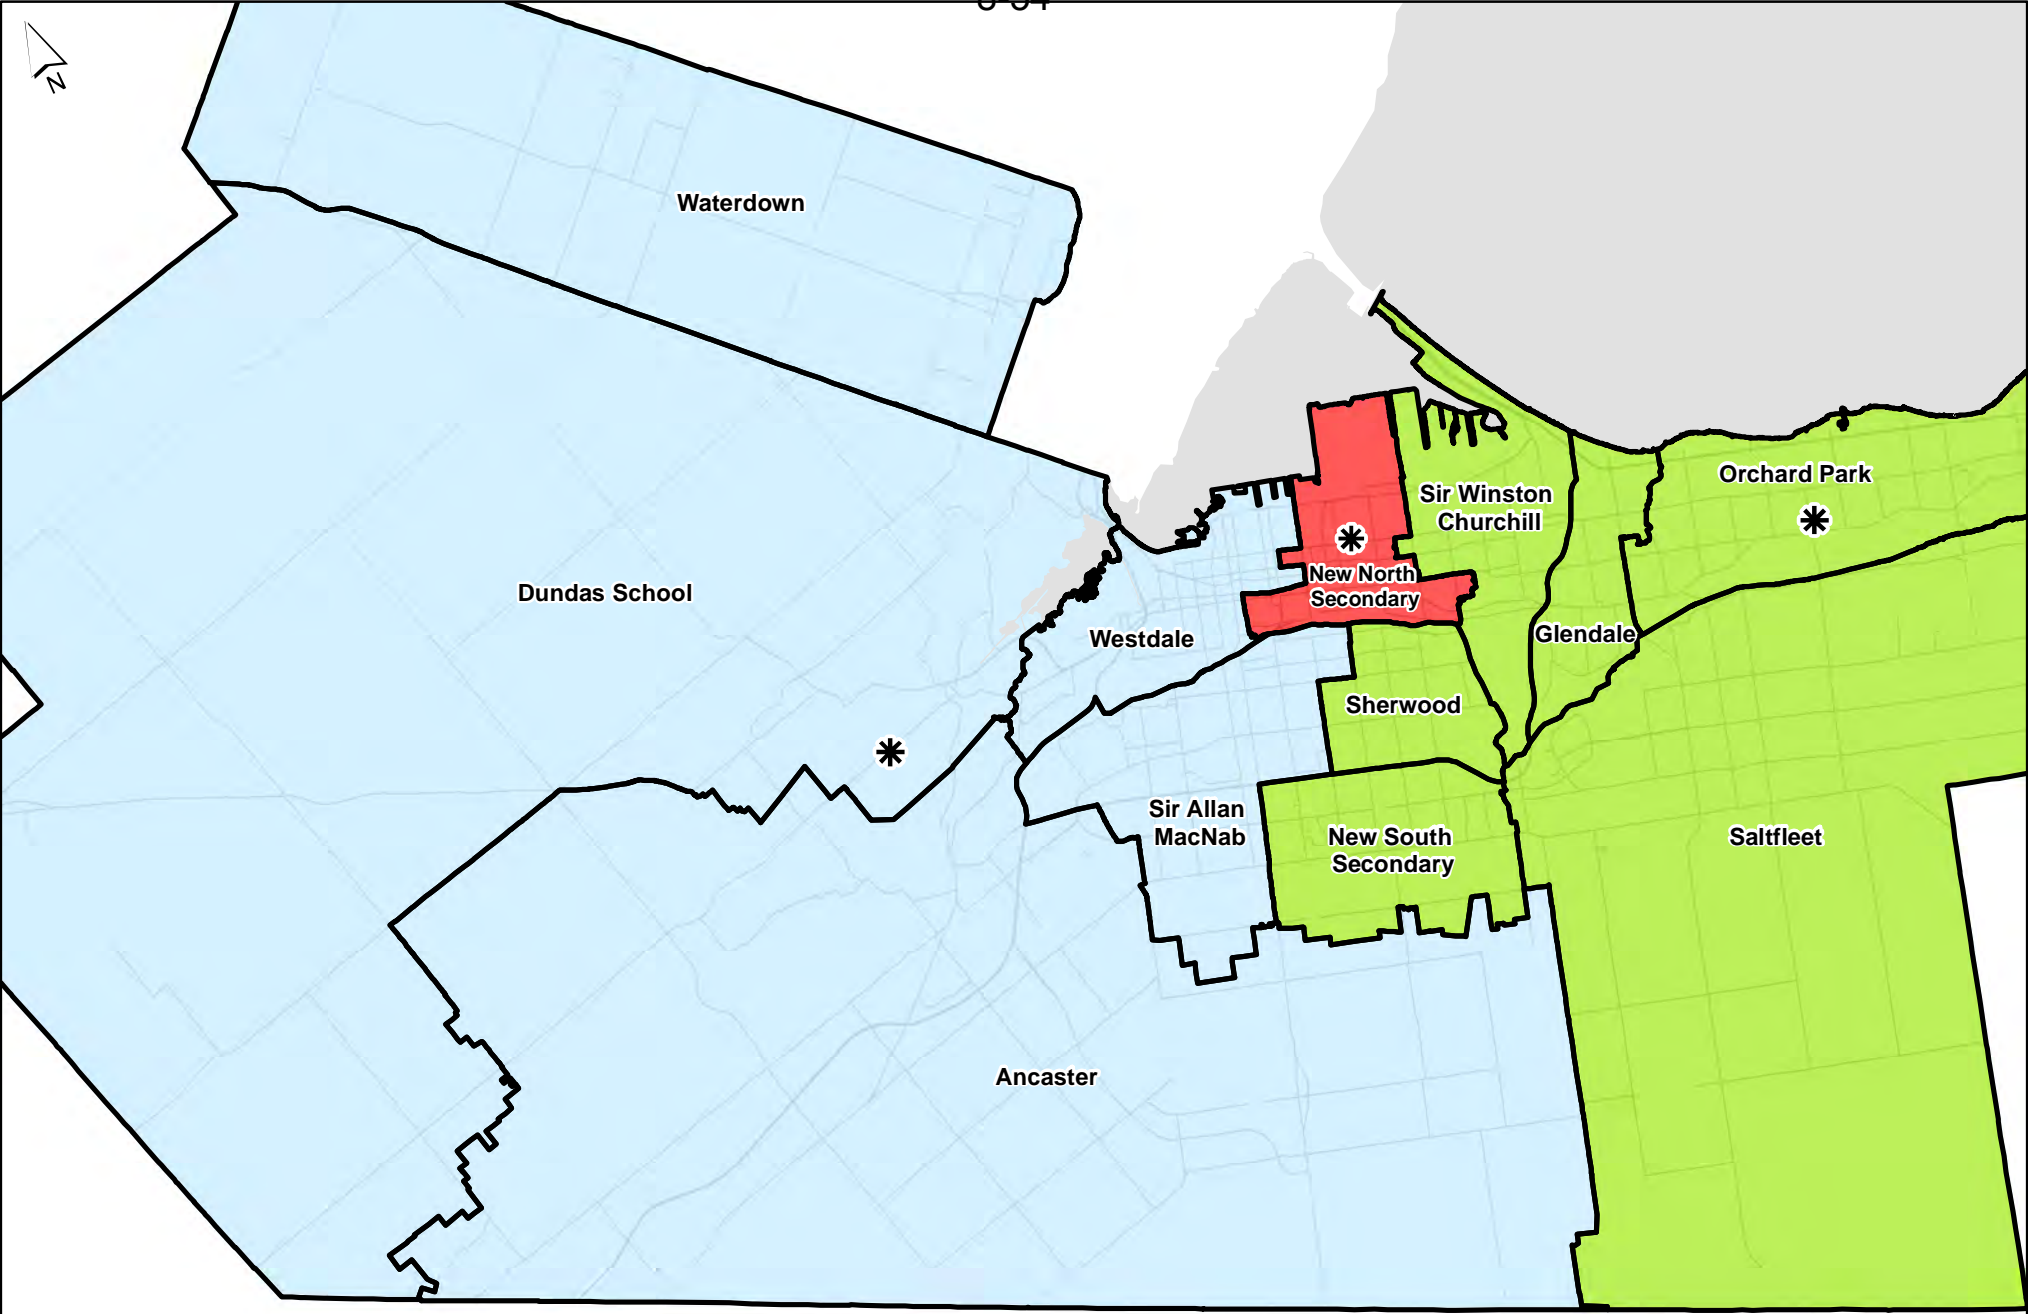 N
Waterdown
Orchard Park
Sir Winston
Churchill
New North
Secondary
Dundas School
Westdale
Glendale
Sherwood
Sir Allan
MacNab
New South
Secondary
Saltfleet
Ancaster